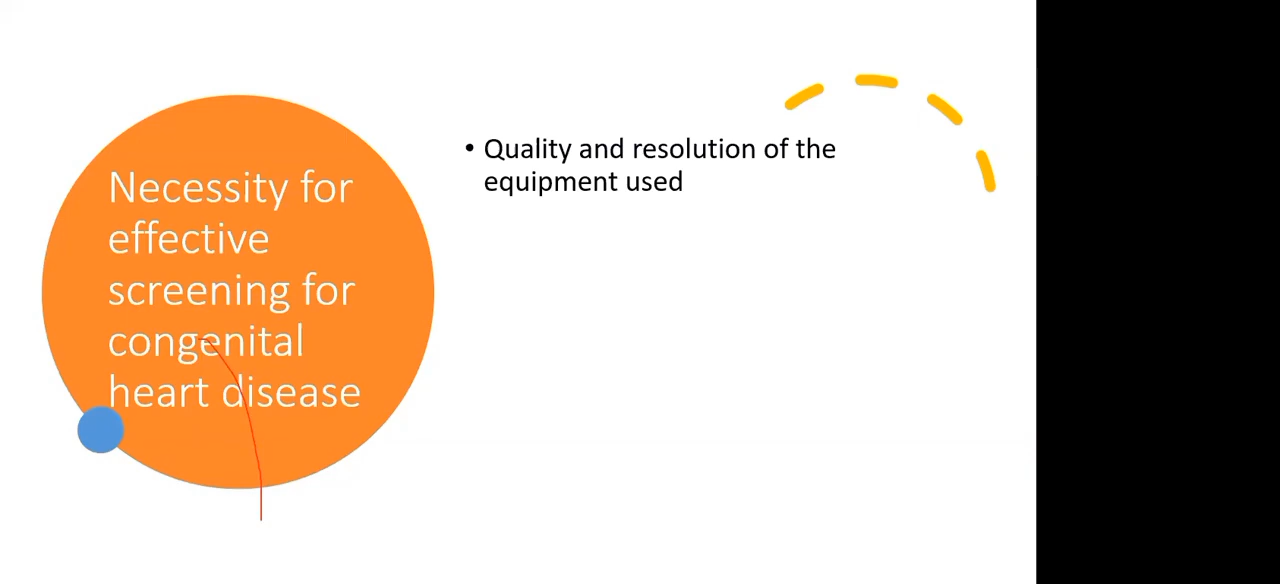 Necessity for
effective
screening for
congenital
heart disease
• Quality and resolution of the
equipment used